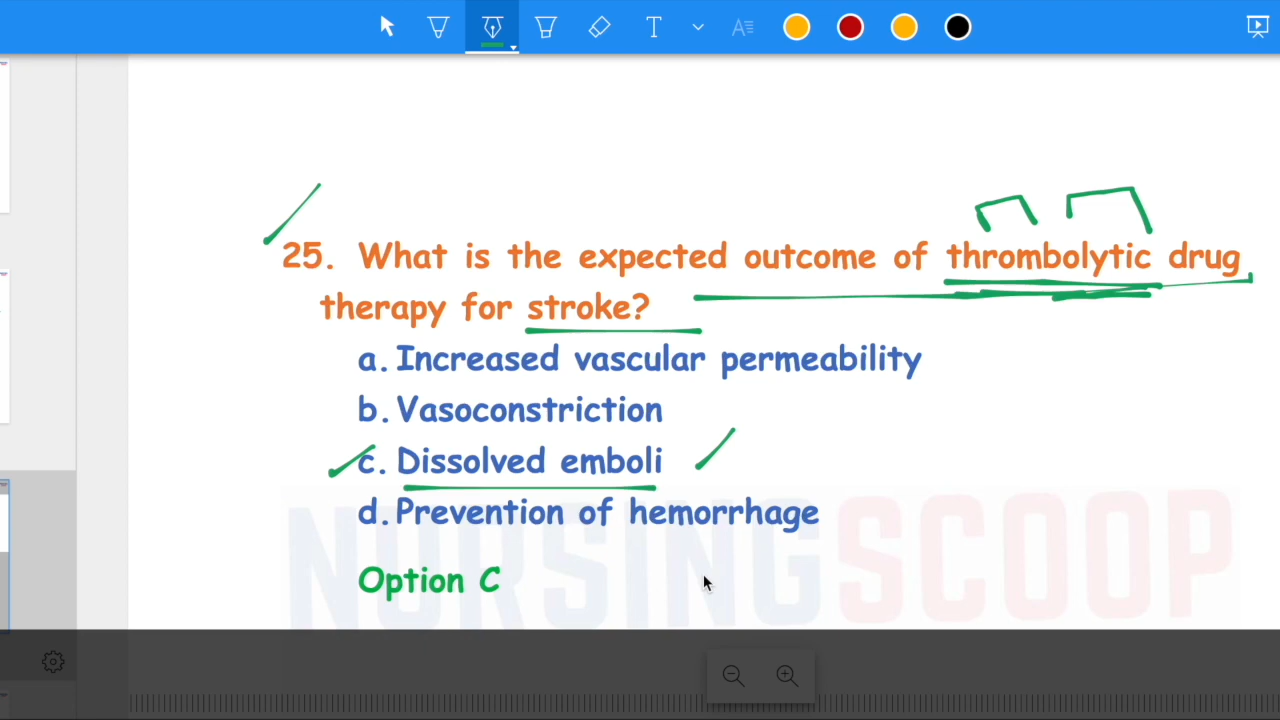 25. What is the expected outcome of thrombolytic drug
therapy for stroke?
a. Increased vascular permeability
b. Vasoconstriction
c. Dissolved emboli
d. Prevention of hemorrhage
Option C
NURSINGSCOOP